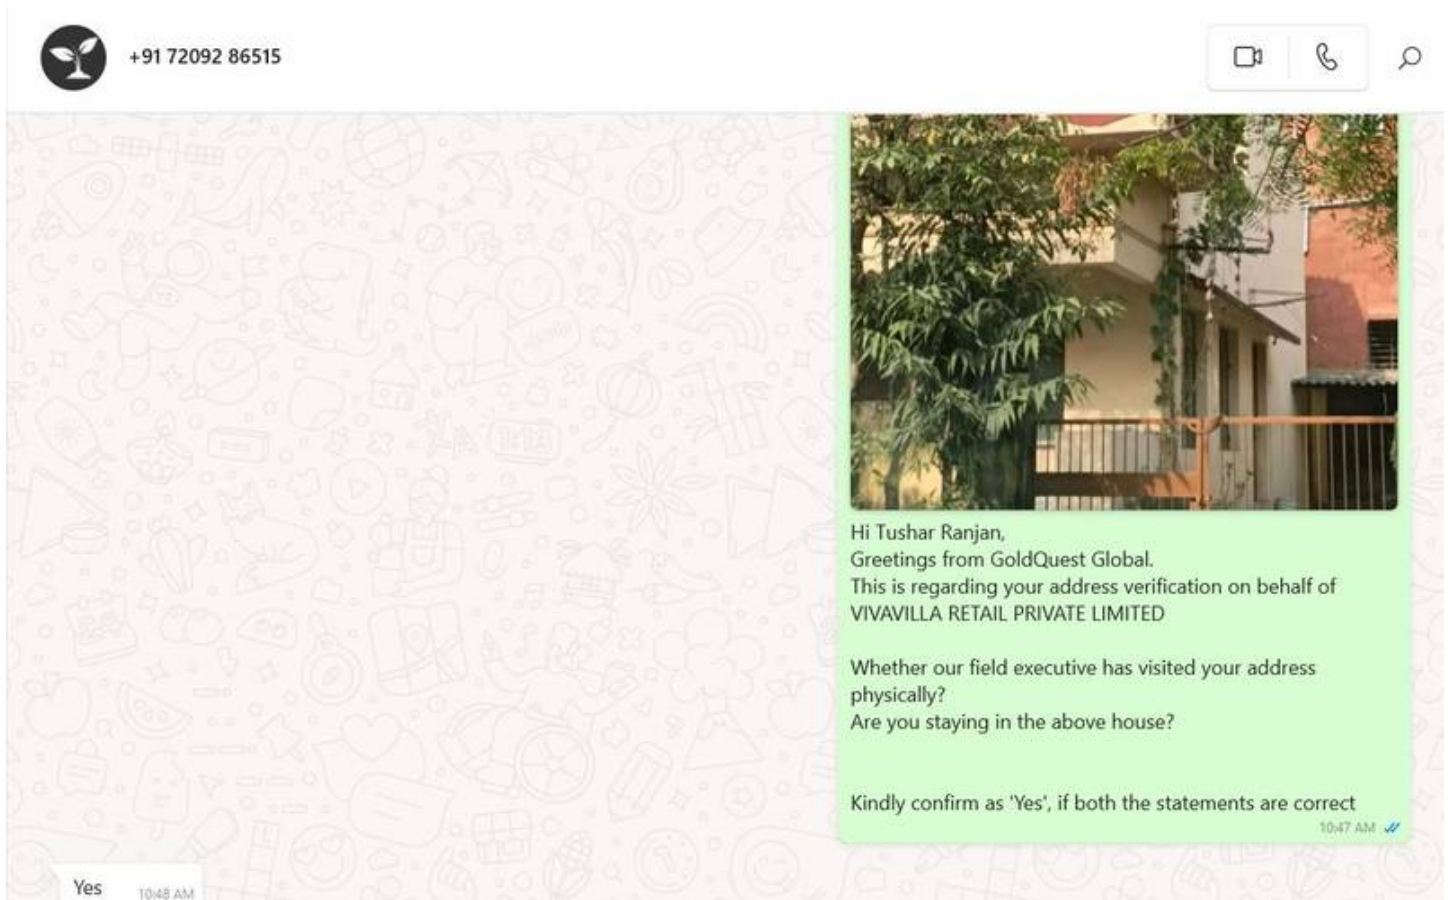 +91 72092 86515
Hi Tushar Ranjan,
Greetings from GoldQuest Global.
This is regarding your address verification on behalf of
VIVAVILLA RETAIL PRIVATE LIMITED
Whether our field executive has visited your address
physically?
Are you staying in the above house?
Kindly confirm as 'Yes', if both the statements are correct
10:47 AM
Yes
10:48 AM